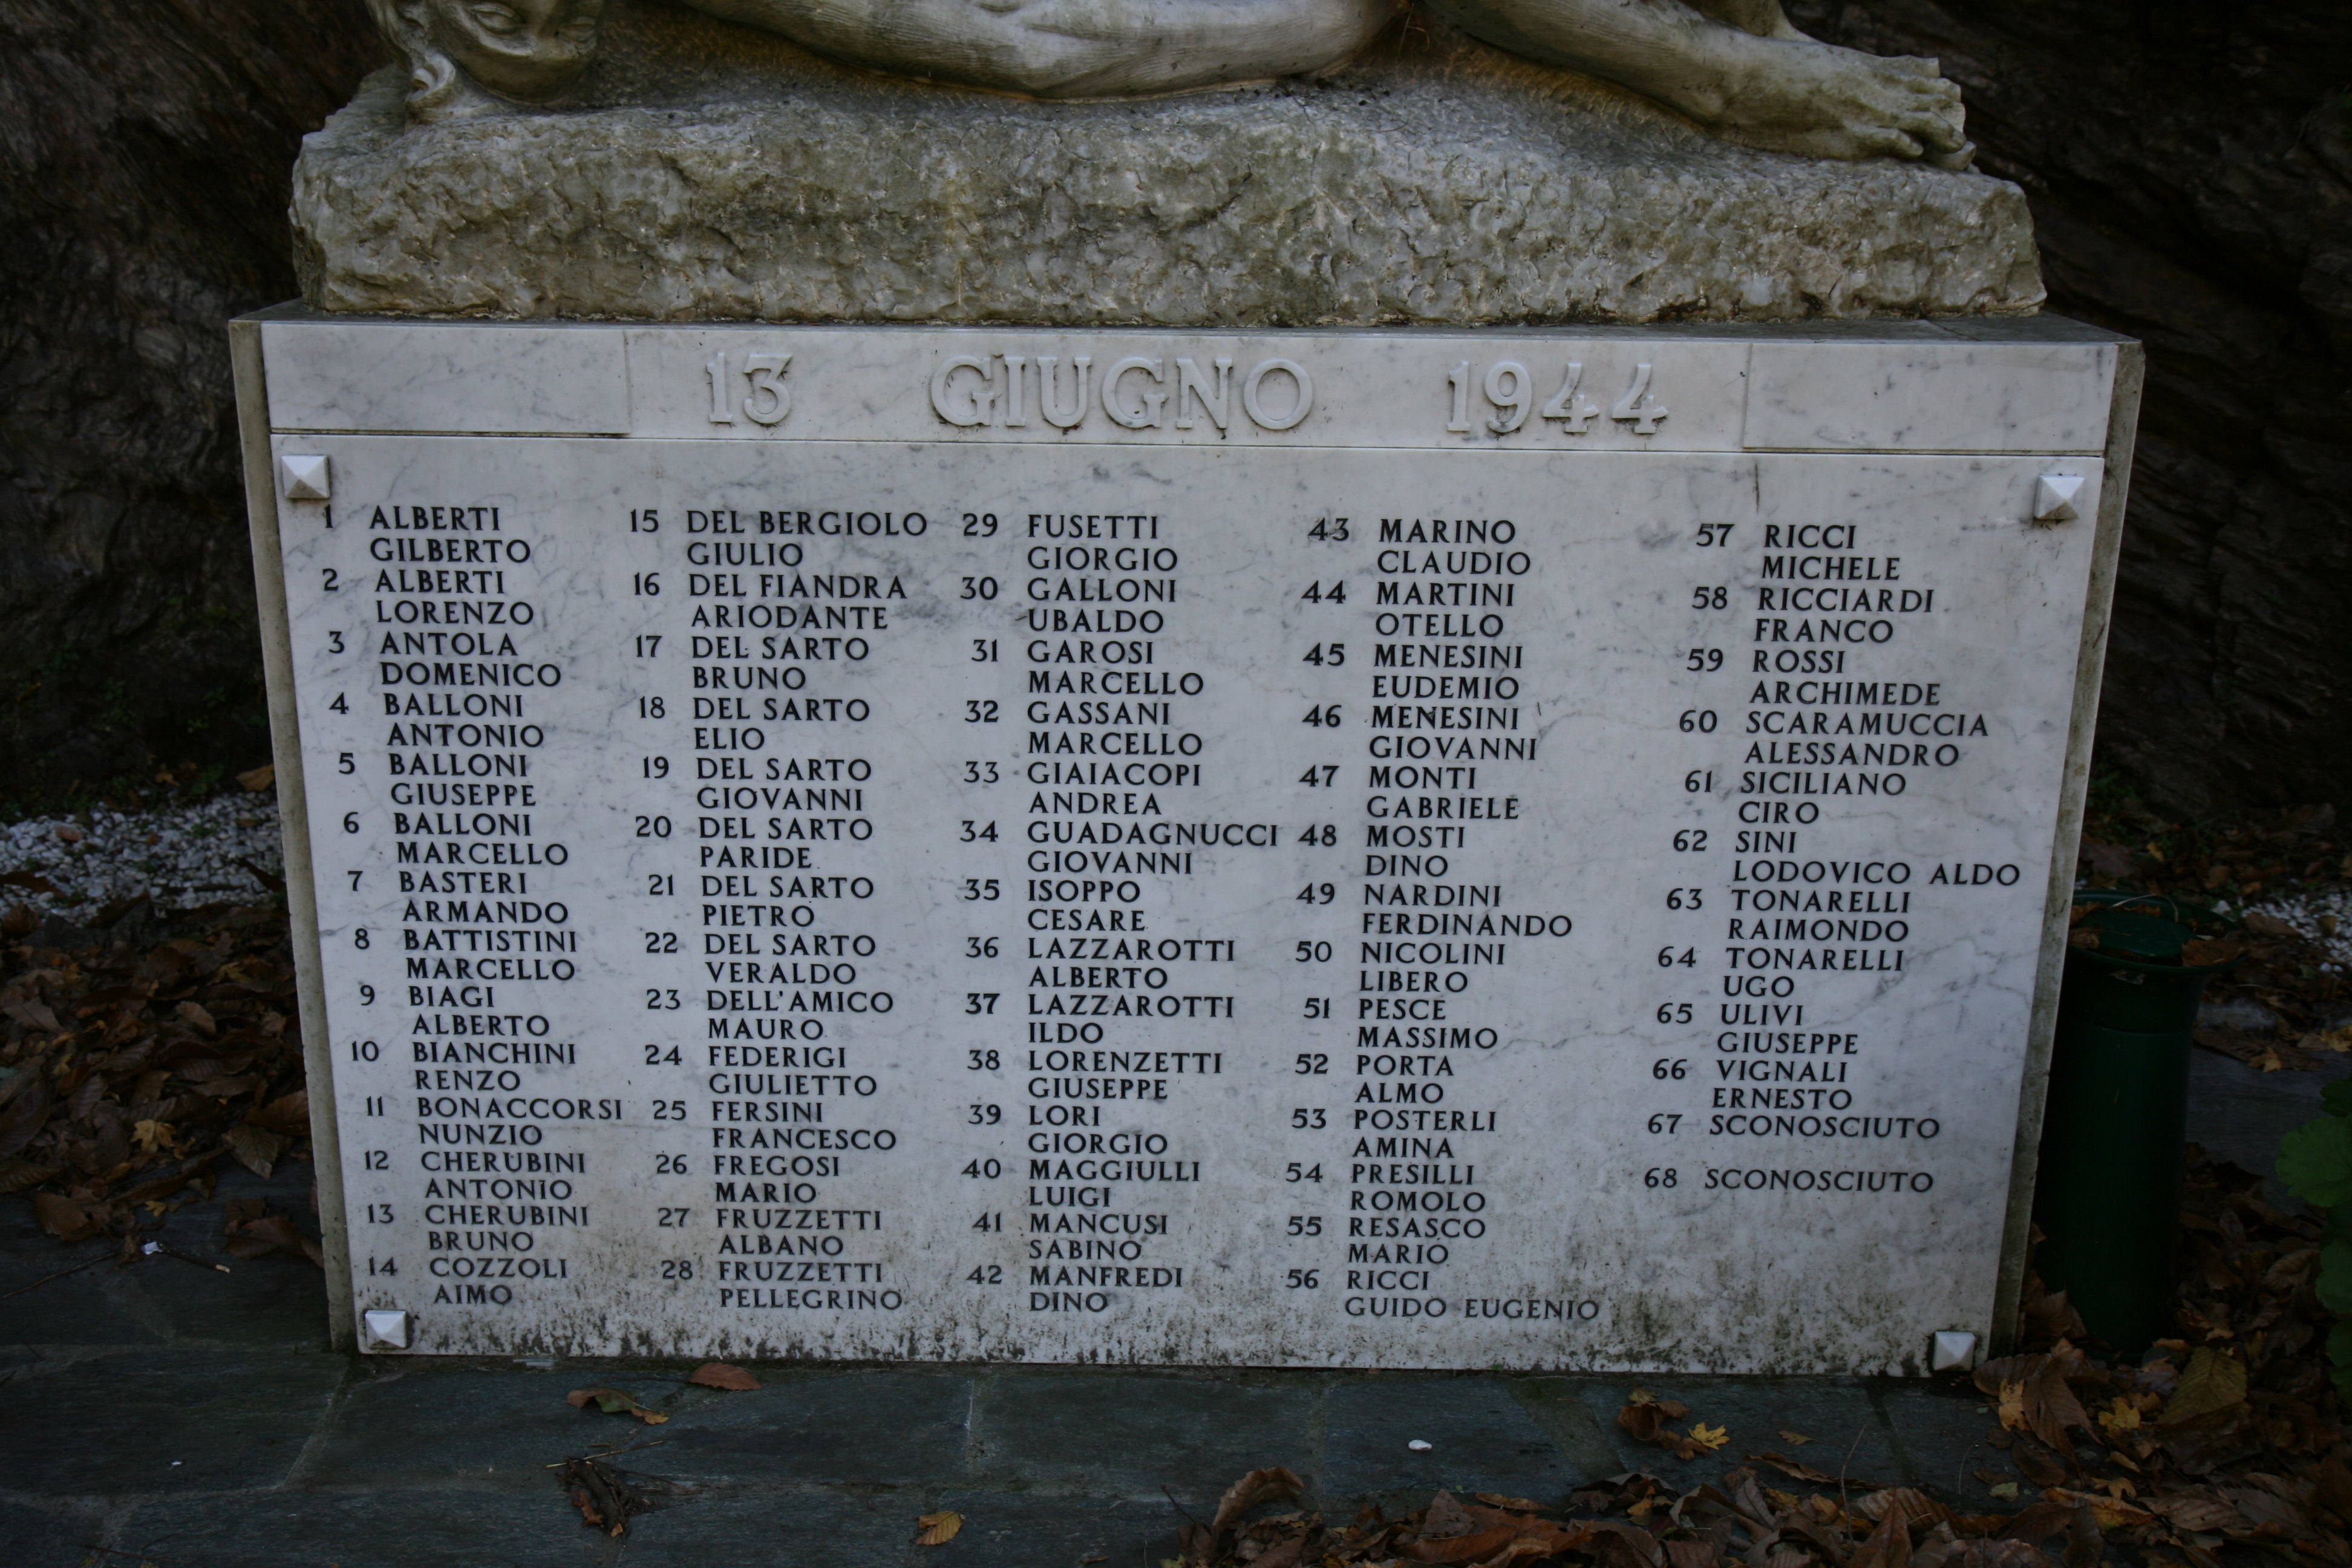 13 GIUGNO 1944
1 ALBERTI
GILBERTO
2 ALBERTI
LORENZO
3 ANTOLA
DOMENICO
4 BALLONI
ANTONIO
5 BALLONI
GIUSEPPE
6 BALLONI
MARCELLO
7 BASTERI
ARMANDO
8 BATTISTINI
MARCELLO
9 BIAGI
ALBERTO
10 BIANCHINI
RENZO
11 BONACCORSI
NUNZIO
12 CHERUBINI
ANTONIO
13 CHERUBINI
BRUNO
14 COZZOLI
AIMO
15 DEL BERGIOLO
GIULIO
16 DEL FIANDRA
ARIODANTE
17 DEL SARTO
BRUNO
18 DEL SARTO
ELIO
19 DEL SARTO
GIOVANNI
20 DEL SARTO
PARIDE
21 DEL SARTO
PIETRO
22 DEL SARTO
VERALDO
23 DELL'AMICO
MAURO
24 FEDERIGI
GIULIETTO
25 FERSINI
FRANCESCO
26 FREGOSI
MARIO
27 FRUZZETTI
ALBANO
28 FRUZZETTI
PELLEGRINO
29 FUSETTI
GIORGIO
30 GALLONI
UBALDO
31 GAROSI
MARCELLO
32 GASSANI
MARCELLO
33 GIAIACOPI
ANDREA
34 GUADAGNUCCI
GIOVANNI
35 ISOPPO
CESARE
36 LAZZAROTTI
ALBERTO
37 LAZZAROTTI
ILDO
38 LORENZETTI
GIUSEPPE
39 LORI
GIORGIO
40 MAGGIULLI
LUIGI
41 MANCUSI
SABINO
42 MANFREDI
DINO
43 MARINO
CLAUDIO
44 MARTINI
OTELLO
45 MENESINI
EUDEMIO
46 MENESINI
GIOVANNI
47 MONTI
GABRIELE
48 MOSTI
DINO
49 NARDINI
FERDINANDO
50 NICOLINI
LIBERO
51 PESCE
MASSIMO
52 PORTA
ALMO
53 POSTERLI
AMINA
54 PRESILLI
ROMOLO
55 RESASCO
MARIO
56 RICCI
GUIDO EUGENIO
57 RICCI
MICHELE
58 RICCIARDI
FRANCO
59 ROSSI
ARCHIMEDE
60 SCARAMUCCIA
ALESSANDRO
61 SICILIANO
CIRO
62 SINI
LODOVICO ALDO
63 TONARELLI
RAIMONDO
64 TONARELLI
UGO
65 ULIVI
GIUSEPPE
66 VIGNALI
ERNESTO
67 SCONOSCIUTO
68 SCONOSCIUTO